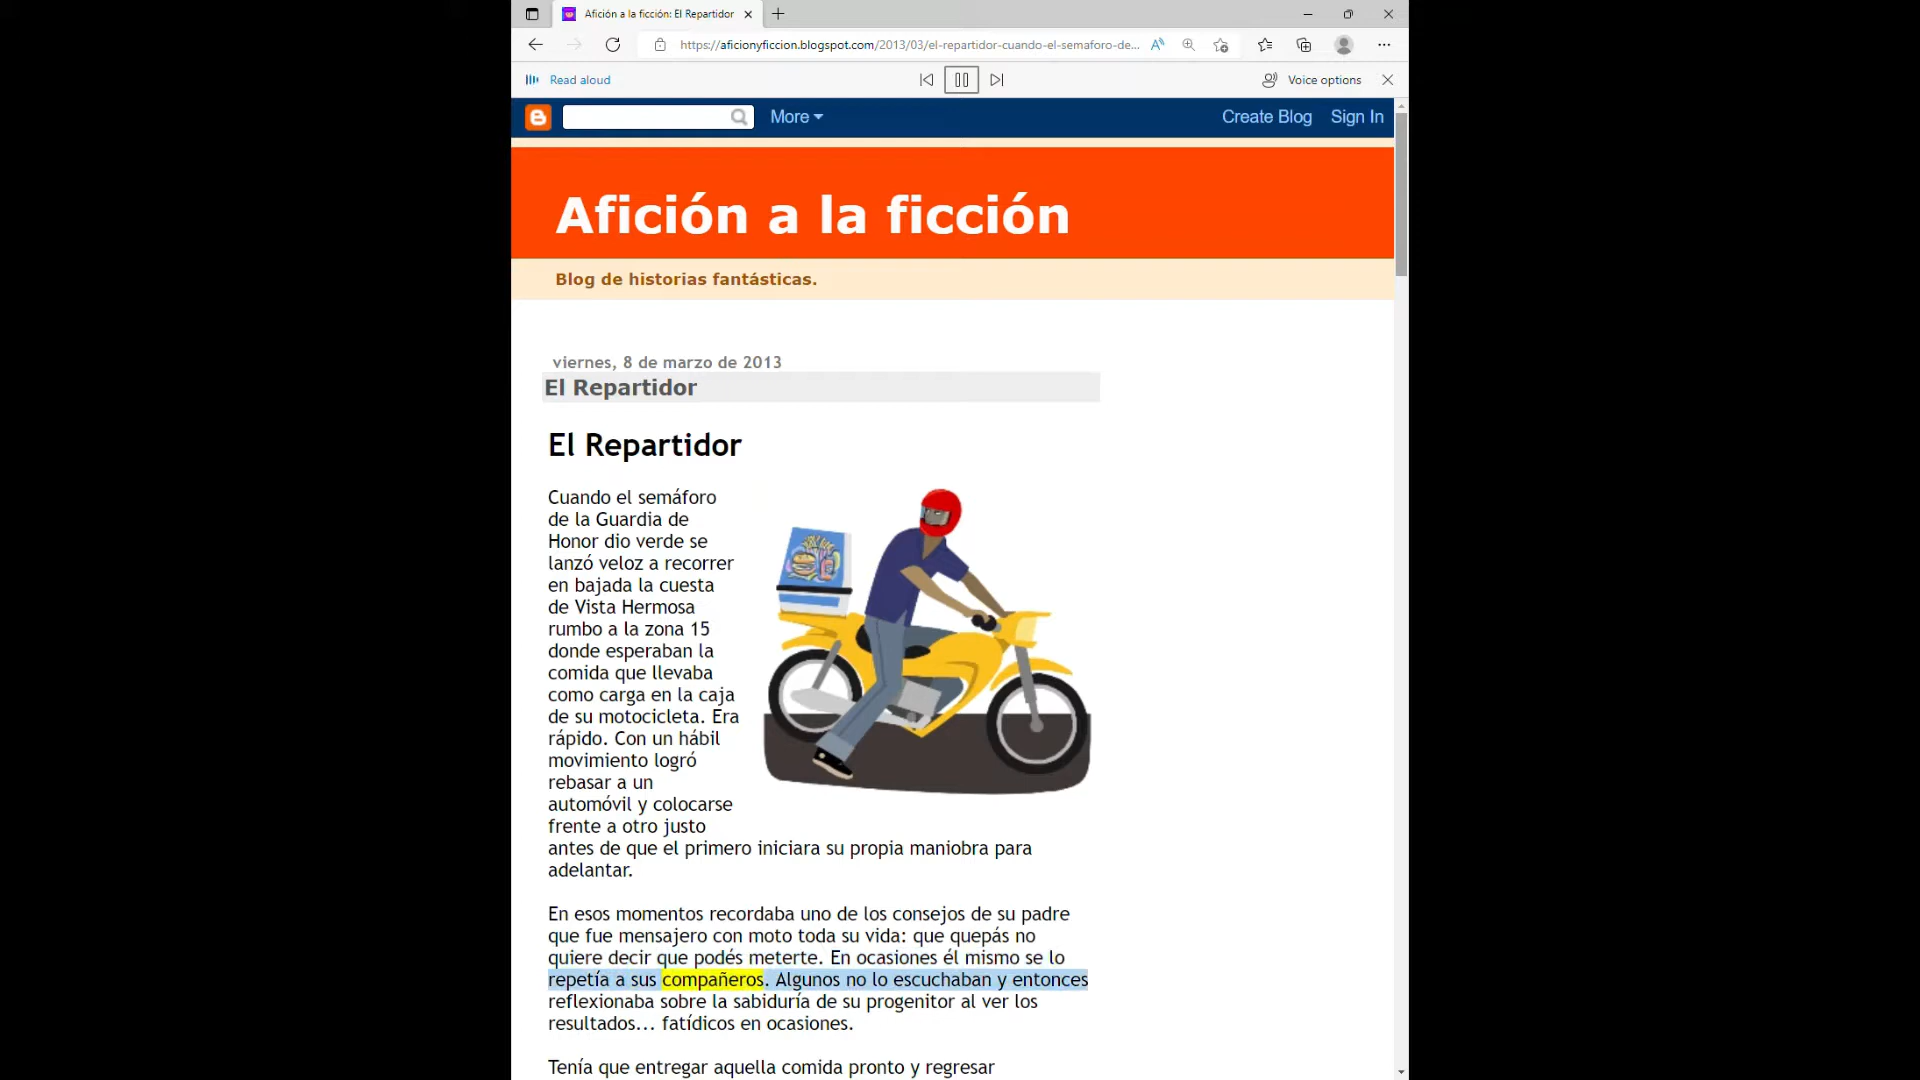 Afición a la ficción: El Repartidor
https://aficionyficcion.blogspot.com/2013/03/el-repartidor-cuando-el-semaforo-de...
Read aloud
Voice options
More
Create Blog
Sign In
Afición a la ficción
Blog de historias fantásticas.
viernes, 8 de marzo de 2013
El Repartidor
El Repartidor
Cuando el semáforo
de la Guardia de
Honor dio verde se
lanzó veloz a recorrer
en bajada la cuesta
de Vista Hermosa
rumbo a la zona 15
donde esperaban la
comida que llevaba
como carga en la caja
de su motocicleta. Era
rápido. Con un hábil
movimiento logró
rebasar a un
automóvil y colocarse
frente a otro justo
antes de que el primero iniciara su propia maniobra para
adelantar.
En esos momentos recordaba uno de los consejos de su padre
que fue mensajero con moto toda su vida: que quepás no
quiere decir que podés meterte. En ocasiones él mismo se lo
repetía a sus compañeros. Algunos no lo escuchaban y entonces
reflexionaba sobre la sabiduría de su progenitor al ver los
resultados... fatídicos en ocasiones.
Tenía que entregar aquella comida pronto y regresar